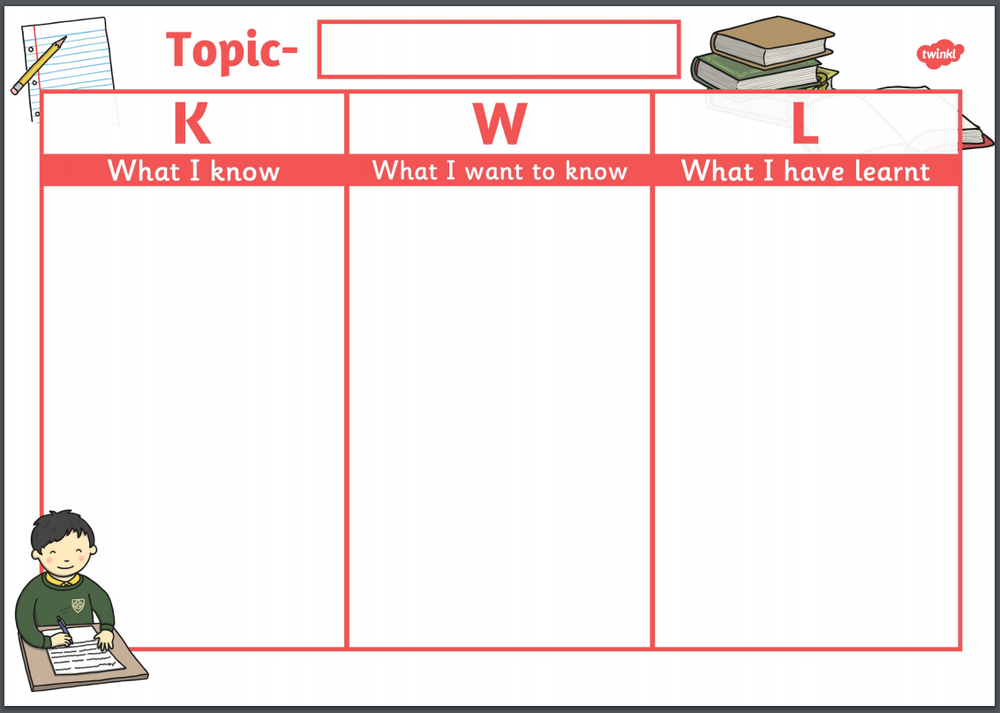 Topic-
twinkl
K
W
L
What I know
What I want to know
What I have learnt